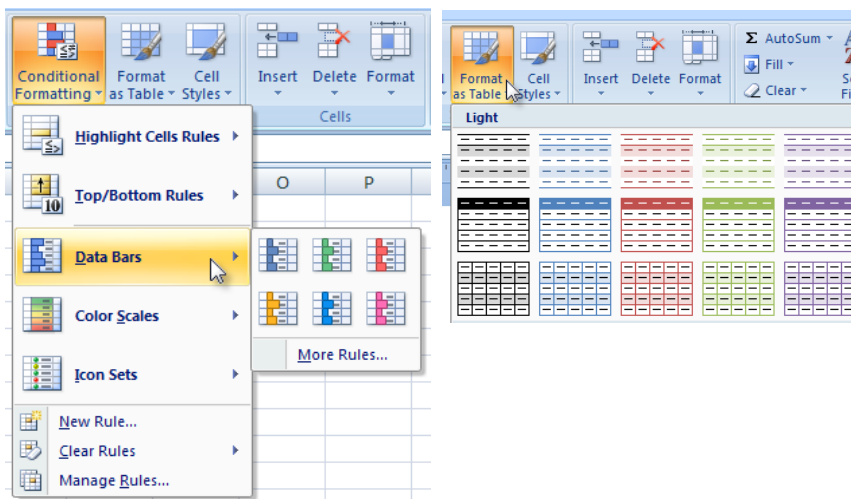 Conditional Formatting
Format as Table
Cell Styles
Insert
Delete
Format
Cells
Highlight Cells Rules
Top/Bottom Rules
10
O
P
Data Bars
Color Scales
More Rules...
Icon Sets
New Rule...
Clear Rules
Manage Rules...
Format as Table
Cell Styles
Insert
Delete
Format
Σ AutoSum
Fill
Clear
Light